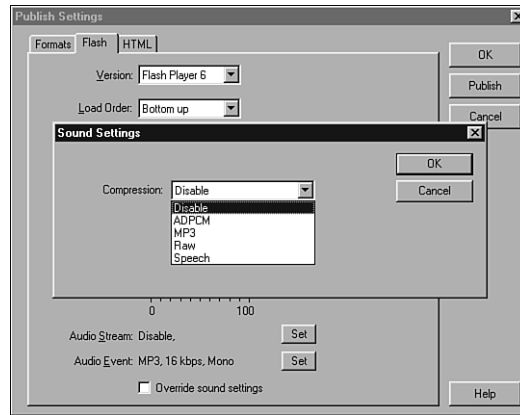 Publish Settings
Formats Flash HTML
Version: Flash Player 6
Load Order: Bottom up
OK
Publish
Cancel
Sound Settings
Compression: Disable
Disable
ADPCM
MP3
Raw
Speech
OK
Cancel
0 100
Audio Stream: Disable, Set
Audio Event: MP3, 16 kbps, Mono Set
Override sound settings
Help